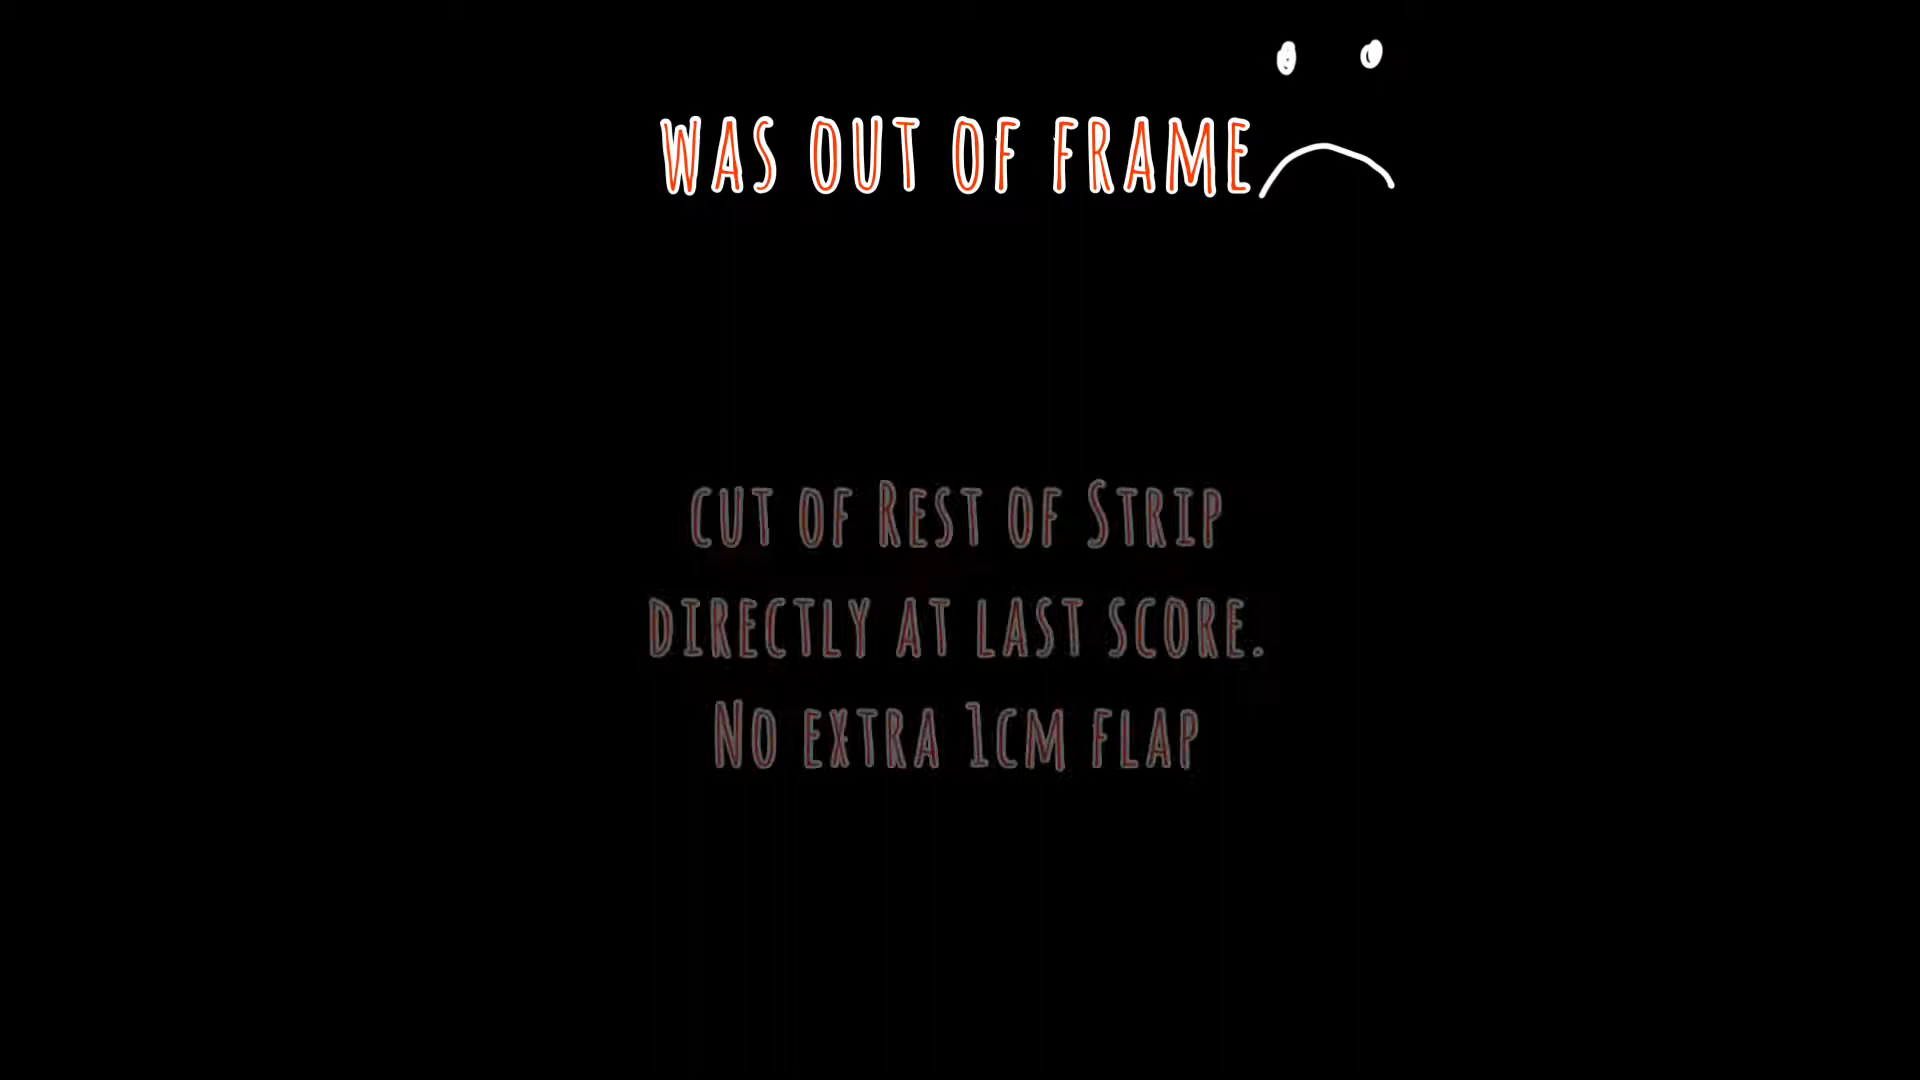 WAS OUT OF FRAME
CUT OF REST OF STRIP
DIRECTLY AT LAST SCORE.
NO EXTRA 1CM FLAP